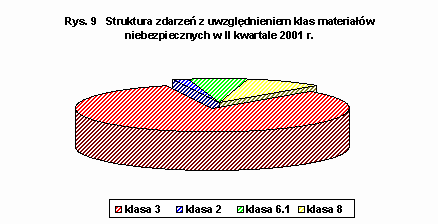 Rys. 9 Struktura zdarzeń z uwzględnieniem klas materiałów
niebezpiecznych w II kwartale 2001 r.
klasa 3 klasa 2 klasa 6.1 klasa 8